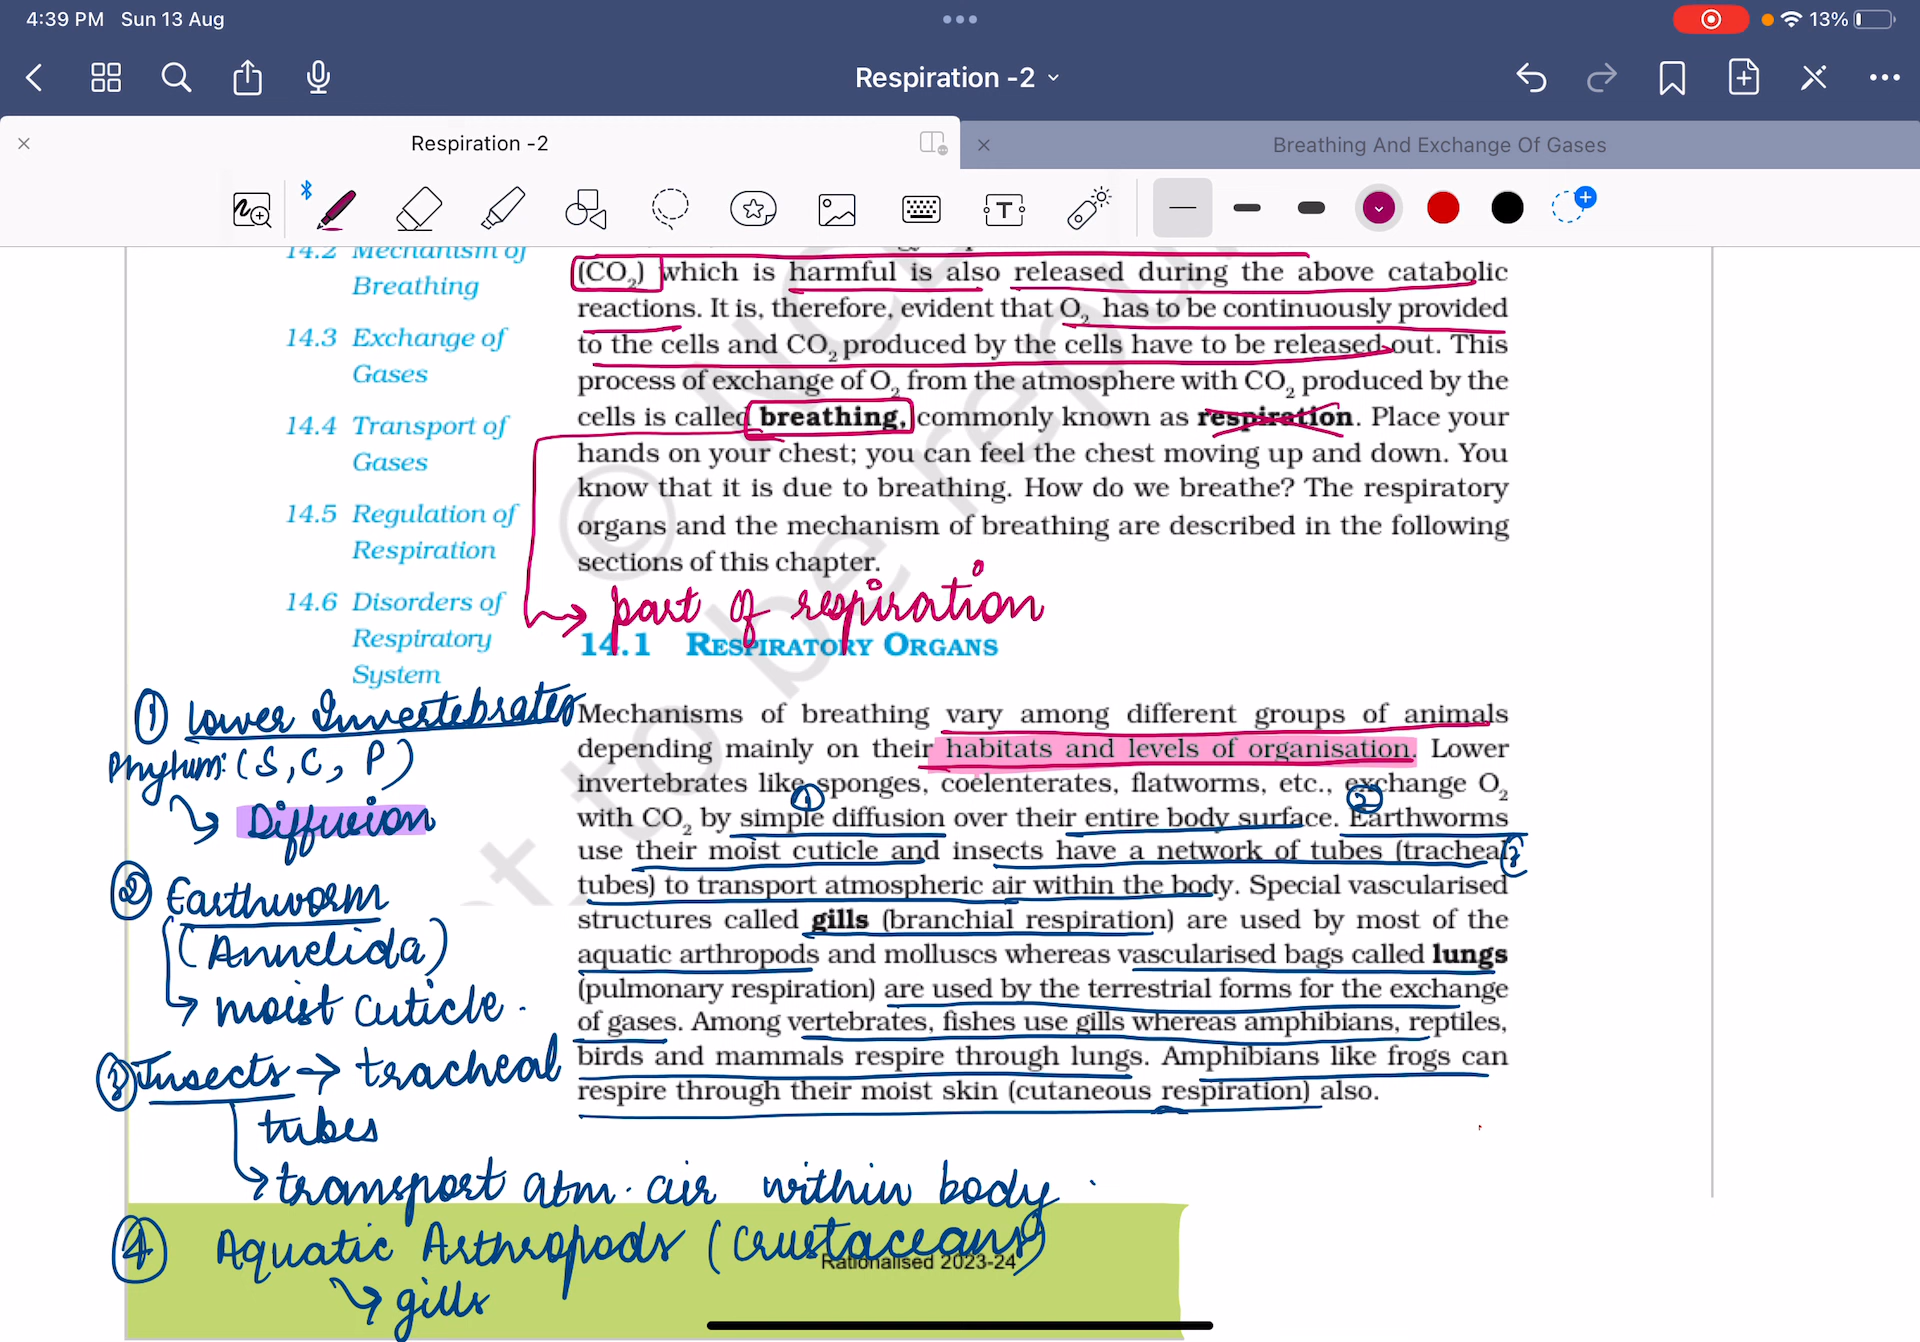 4:39 PM Sun 13 Aug
13%
Respiration -2
Respiration -2
Breathing And Exchange Of Gases
14.2 Mechanism of
Breathing
14.3 Exchange of
Gases
14.4 Transport of
Gases
14.5 Regulation of
Respiration
14.6 Disorders of
Respiratory
System
(CO₂) which is harmful is also released during the above catabolic
reactions. It is, therefore, evident that O₂ has to be continuously provided
to the cells and CO₂ produced by the cells have to be released out. This
process of exchange of O₂ from the atmosphere with CO₂ produced by the
cells is called breathing, commonly known as respiration. Place your
hands on your chest; you can feel the chest moving up and down. You
know that it is due to breathing. How do we breathe? The respiratory
organs and the mechanism of breathing are described in the following
sections of this chapter.
→ part of respiration
14.1 RESPIRATORY ORGANS
Mechanisms of breathing vary among different groups of animals
depending mainly on their habitats and levels of organisation. Lower
invertebrates like sponges, coelenterates, flatworms, etc., exchange O₂
with CO₂ by simple diffusion over their entire body surface. Earthworms
use their moist cuticle and insects have a network of tubes (tracheal
tubes) to transport atmospheric air within the body. Special vascularised
structures called gills (branchial respiration) are used by most of the
aquatic arthropods and molluscs whereas vascularised bags called lungs
(pulmonary respiration) are used by the terrestrial forms for the exchange
of gases. Among vertebrates, fishes use gills whereas amphibians, reptiles,
birds and mammals respire through lungs. Amphibians like frogs can
respire through their moist skin (cutaneous respiration) also.
① Lower Invertebrates
Phylum: (S, C, P)
→ Diffusion
② Earthworm
(Annelida)
→ moist cuticle.
③ Insects → tracheal
tubes
→ transport atm. air within body.
④ Aquatic Arthropods (Crustaceans)
→ gills
①
②
③
Rationalised 2023-24